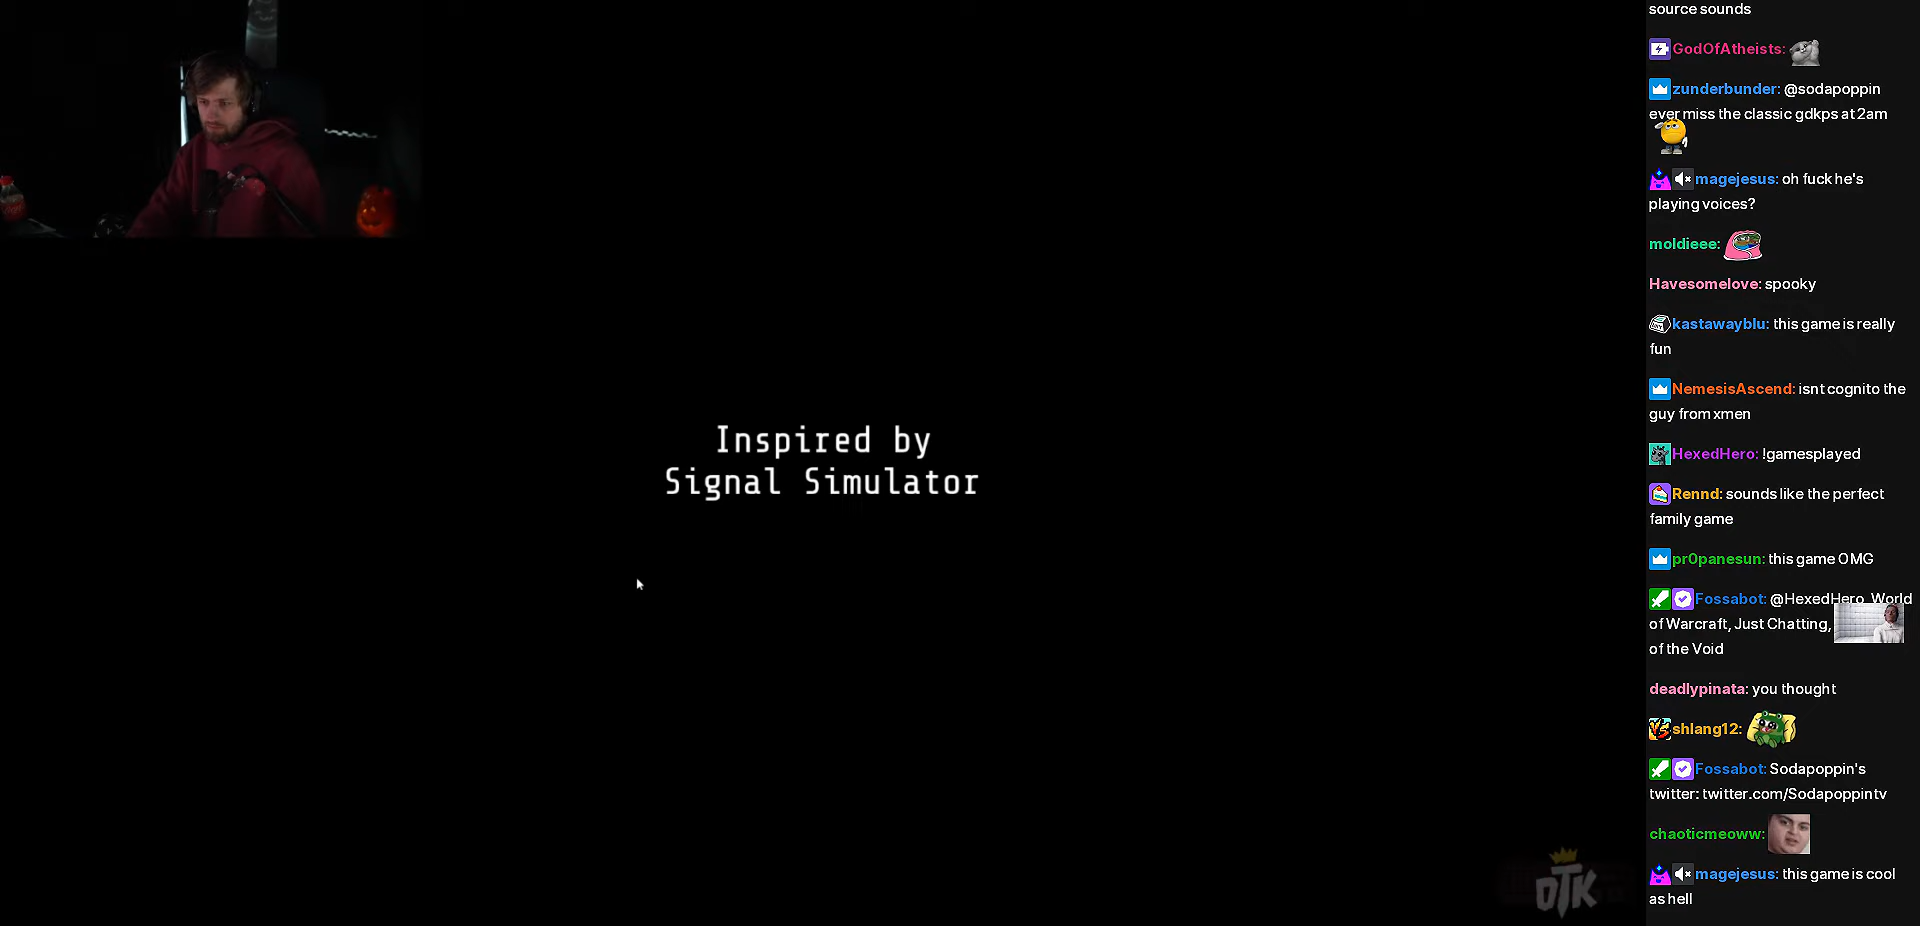 Inspired by
Signal Simulator
source sounds
GodOfAtheists:
zunderbunder: @sodapoppin
ever miss the classic gdkps at 2am
magejesus: oh fuck he's
playing voices?
moldieee:
Havesomelove: spooky
kastawayblu: this game is really
fun
NemesisAscend: isnt cognito the
guy from xmen
HexedHero: !gamesplayed
Rennd: sounds like the perfect
family game
pr0panesun: this game OMG
Fossabot: @HexedHero World
of Warcraft, Just Chatting,
of the Void
deadlypinata: you thought
shlang12:
Fossabot: Sodapoppin's
twitter: twitter.com/Sodapoppintv
chaoticmeoww:
magejesus: this game is cool
as hell
OTK